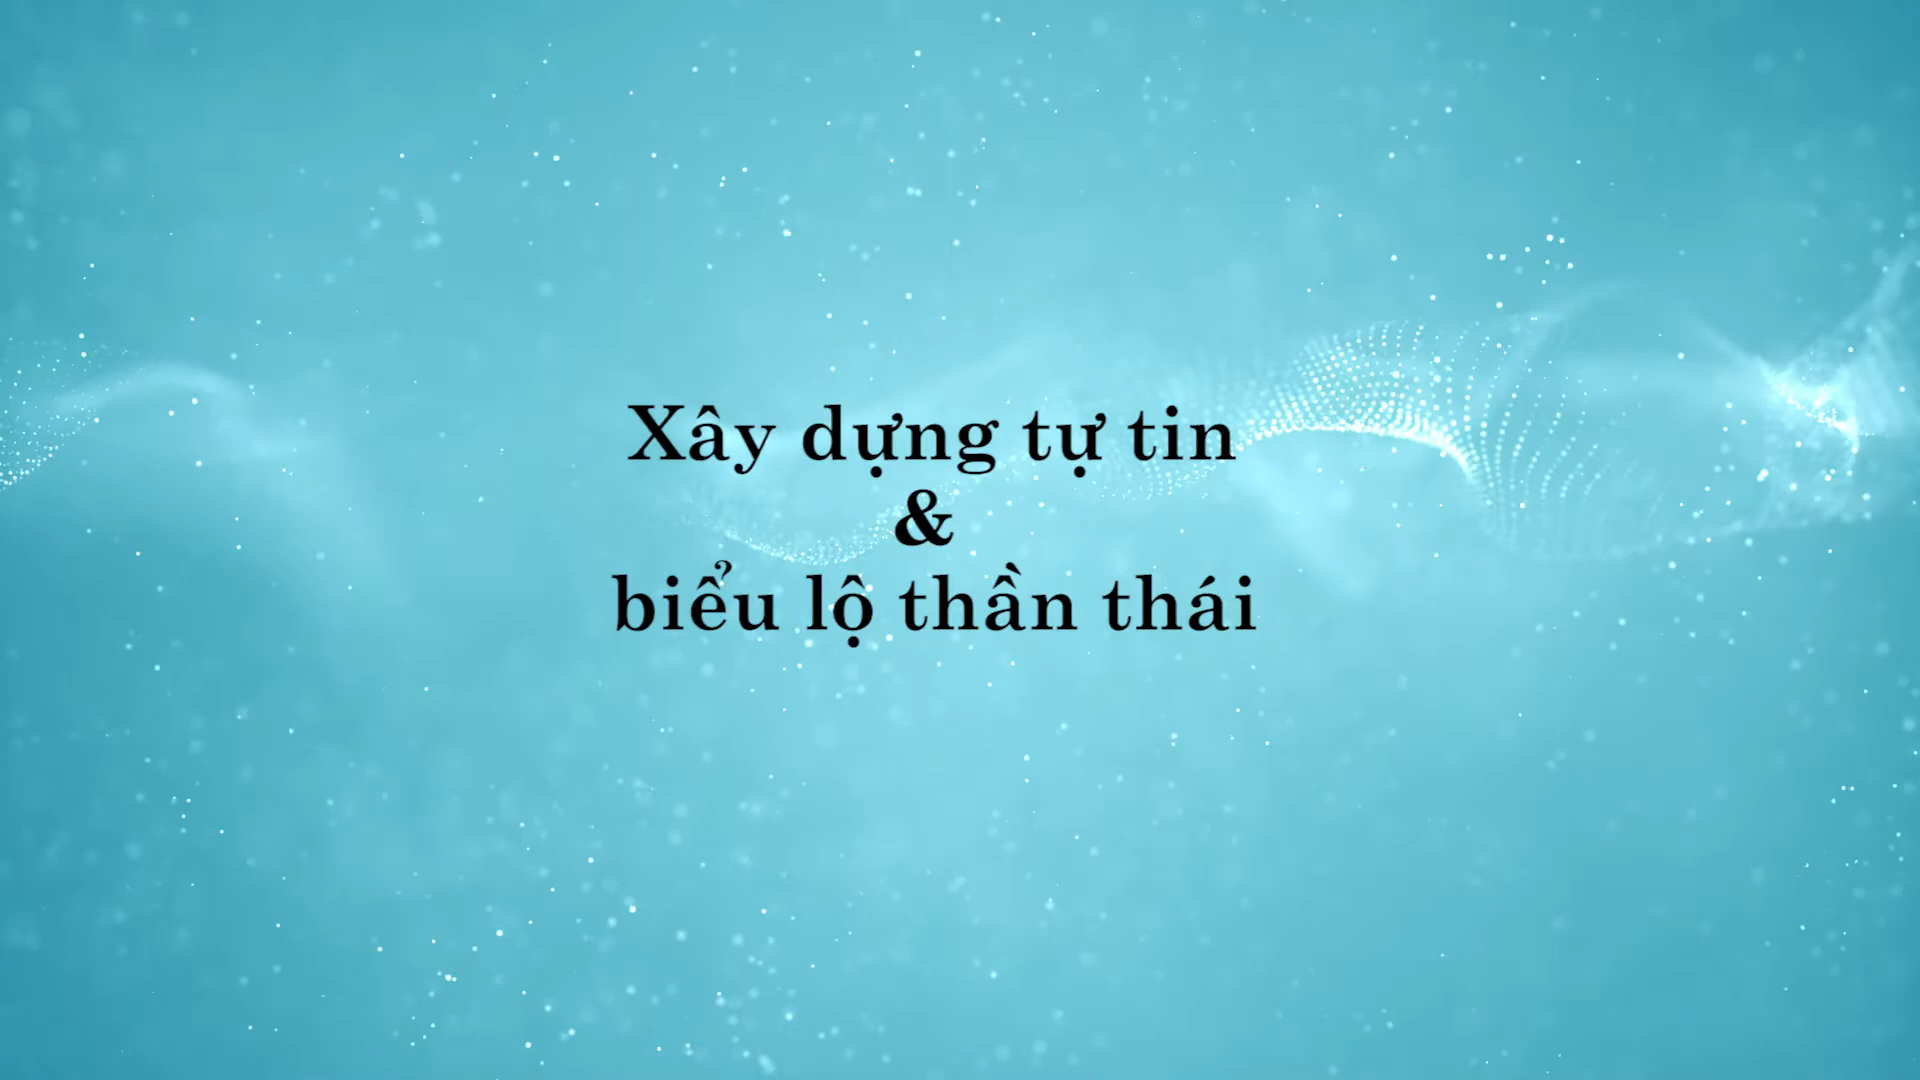 Xây dựng tự tin
&
biểu lộ thần thái